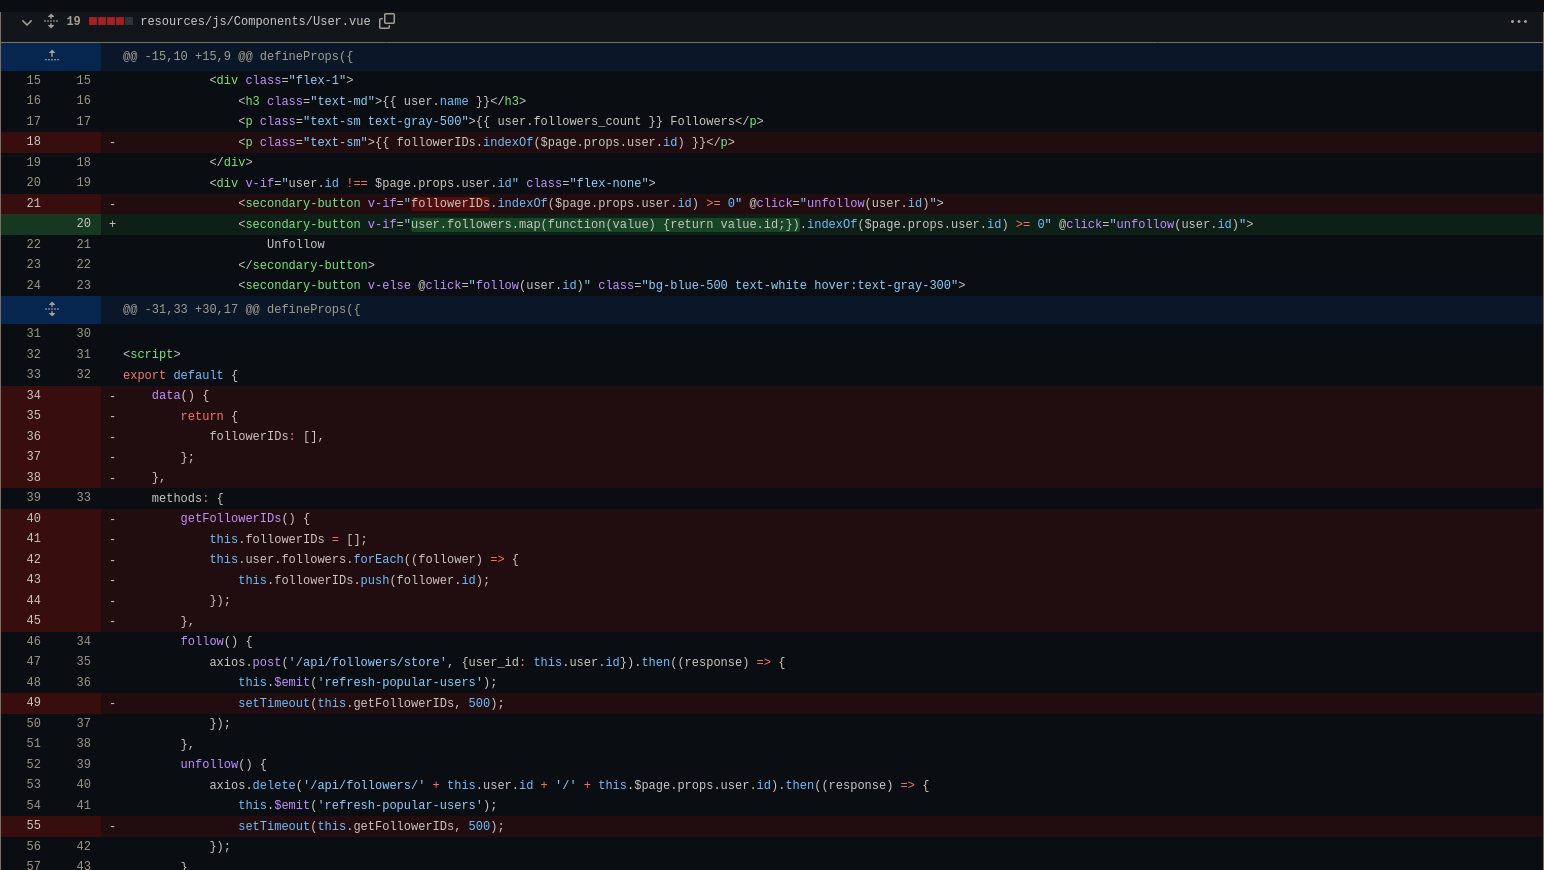 19 resources/js/Components/User.vue
@@ -15,10 +15,9 @@ defineProps({
15 15             <div class="flex-1">
16 16                 <h3 class="text-md">{{ user.name }}</h3>
17 17                 <p class="text-sm text-gray-500">{{ user.followers_count }} Followers</p>
18 -                 <p class="text-sm">{{ followerIDs.indexOf($page.props.user.id) }}</p>
19 18             </div>
20 19             <div v-if="user.id !== $page.props.user.id" class="flex-none">
21 -                 <secondary-button v-if="followerIDs.indexOf($page.props.user.id) >= 0" @click="unfollow(user.id)">
20 +                 <secondary-button v-if="user.followers.map(function(value) {return value.id;}).indexOf($page.props.user.id) >= 0" @click="unfollow(user.id)">
22 21                     Unfollow
23 22                 </secondary-button>
24 23                 <secondary-button v-else @click="follow(user.id)" class="bg-blue-500 text-white hover:text-gray-300">
@@ -31,33 +30,17 @@ defineProps({
31 30
32 31 <script>
33 32 export default {
34 -     data() {
35 -         return {
36 -             followerIDs: [],
37 -         };
38 -     },
39 33     methods: {
40 -         getFollowerIDs() {
41 -             this.followerIDs = [];
42 -             this.user.followers.forEach((follower) => {
43 -                 this.followerIDs.push(follower.id);
44 -             });
45 -         },
46 34         follow() {
47 35             axios.post('/api/followers/store', {user_id: this.user.id}).then((response) => {
48 36                 this.$emit('refresh-popular-users');
49 -                 setTimeout(this.getFollowerIDs, 500);
50 37             });
51 38         },
52 39         unfollow() {
53 40             axios.delete('/api/followers/' + this.user.id + '/' + this.$page.props.user.id).then((response) => {
54 41                 this.$emit('refresh-popular-users');
55 -                 setTimeout(this.getFollowerIDs, 500);
56 42             });
57 43         }